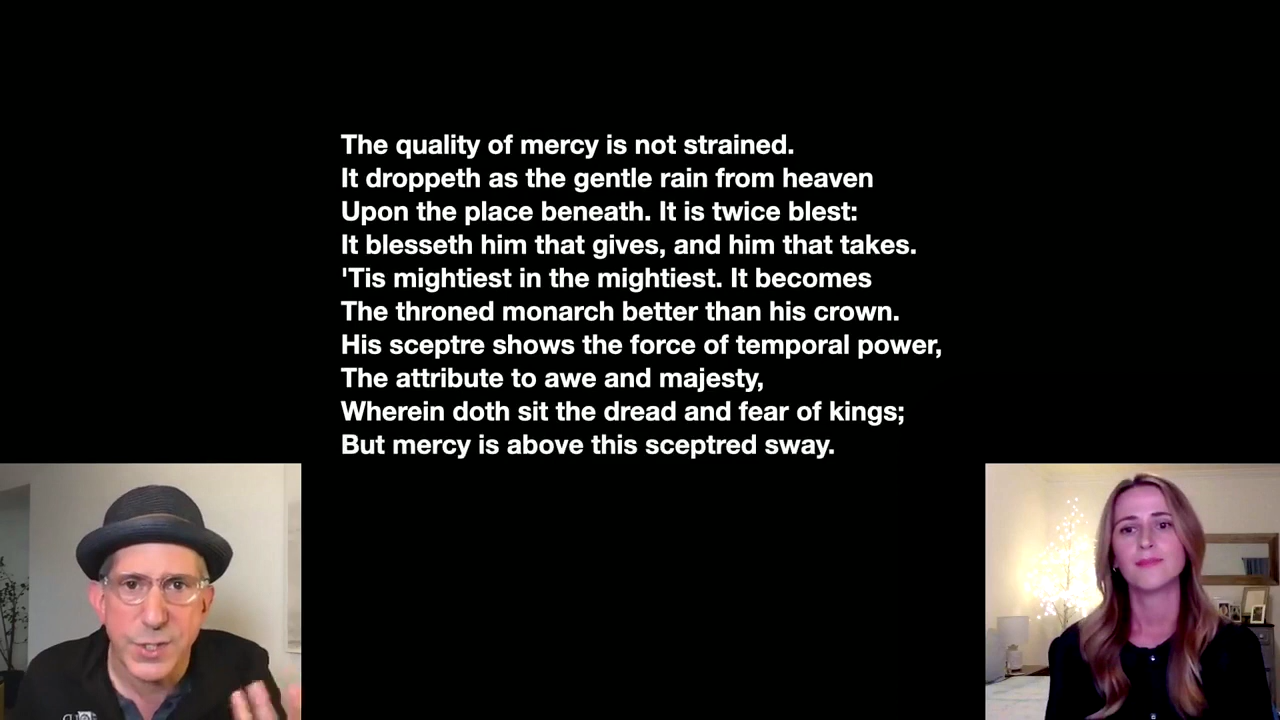 The quality of mercy is not strained.
It droppeth as the gentle rain from heaven
Upon the place beneath. It is twice blest:
It blesseth him that gives, and him that takes.
'Tis mightiest in the mightiest. It becomes
The throned monarch better than his crown.
His sceptre shows the force of temporal power,
The attribute to awe and majesty,
Wherein doth sit the dread and fear of kings;
But mercy is above this sceptred sway.